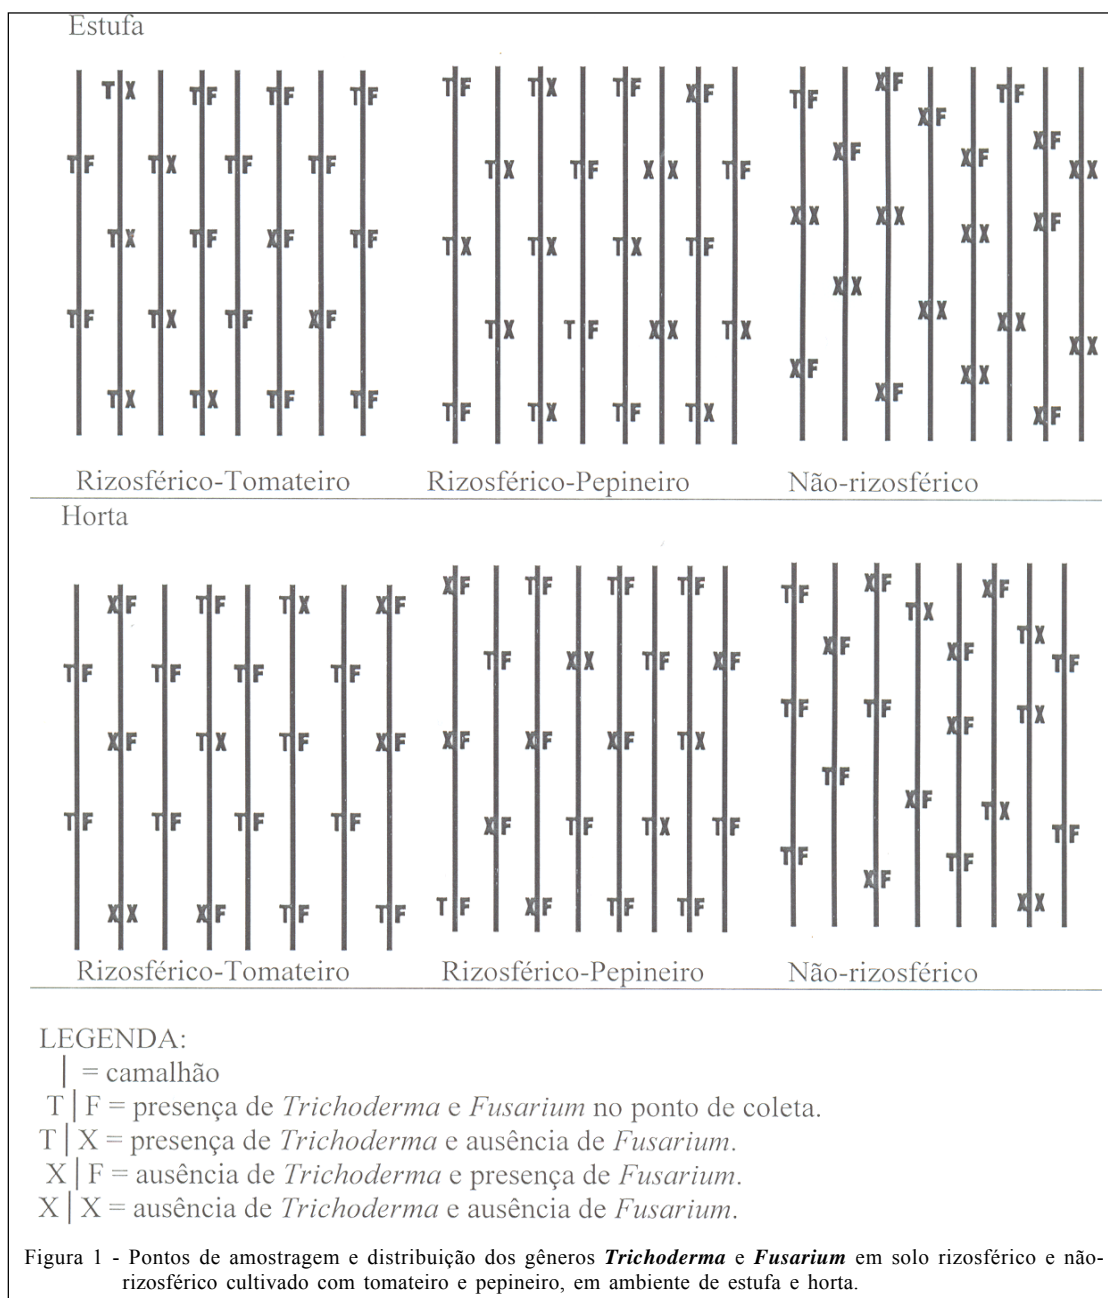 Estufa
T X T F T F T F
T F T X T F T F
T X T F X F T F
T F T X T F X F
T X T X T F T F
Rizosférico-Tomateiro
T F T X T F X F
T X T F X X T F
T X T X T X T F
T X T F X X T X
T F T X T F T X
Rizosférico-Pepineiro
T F X F X F T F
X F X F X F X X
X X X X X X X F
X X X X X X X X
X F X F X X X F
Não-rizosférico
Horta
X F T F T X X F
T F T F T F T F
X F T X T F X F
T F T F T F T F
X X X F T F T F
Rizosférico-Tomateiro
X F T F T F T F
T F X X T F X F
X F X F X F T X
X F T F T X T F
T F X F T F T F
Rizosférico-Pepineiro
T F X F T X X F
X F X F T X T F
T F T F X F T X
T F X F T X T F
T F X F T F X X
Não-rizosférico
LEGENDA:
| = camalhão
T | F = presença de Trichoderma e Fusarium no ponto de coleta.
T | X = presença de Trichoderma e ausência de Fusarium.
X | F = ausência de Trichoderma e presença de Fusarium.
X | X = ausência de Trichoderma e ausência de Fusarium.
Figura 1 - Pontos de amostragem e distribuição dos gêneros Trichoderma e Fusarium em solo rizosférico e não-
rizosférico cultivado com tomateiro e pepineiro, em ambiente de estufa e horta.